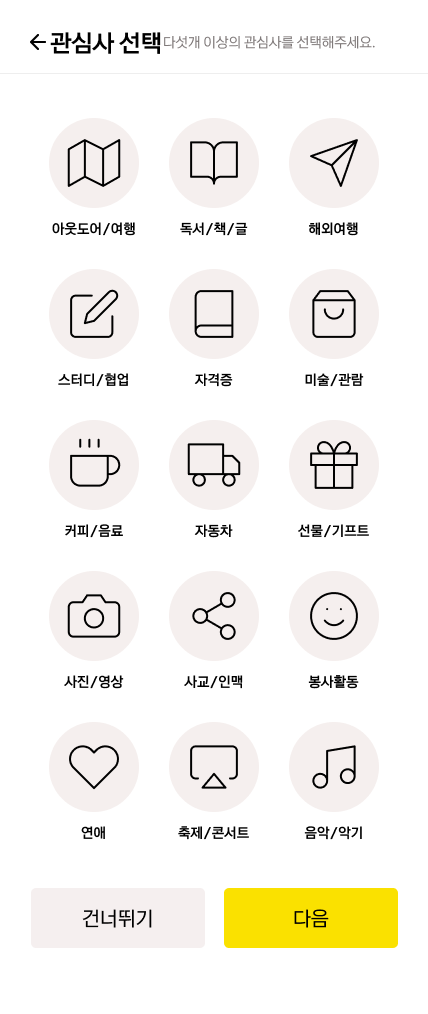 관심사 선택 다섯개 이상의 관심사를 선택해주세요.
아웃도어/여행 독서/책/글 해외여행
스터디/협업 자격증 미술/관람
커피/음료 자동차 선물/기프트
사진/영상 사교/인맥 봉사활동
연애 축제/콘서트 음악/악기
건너뛰기 다음